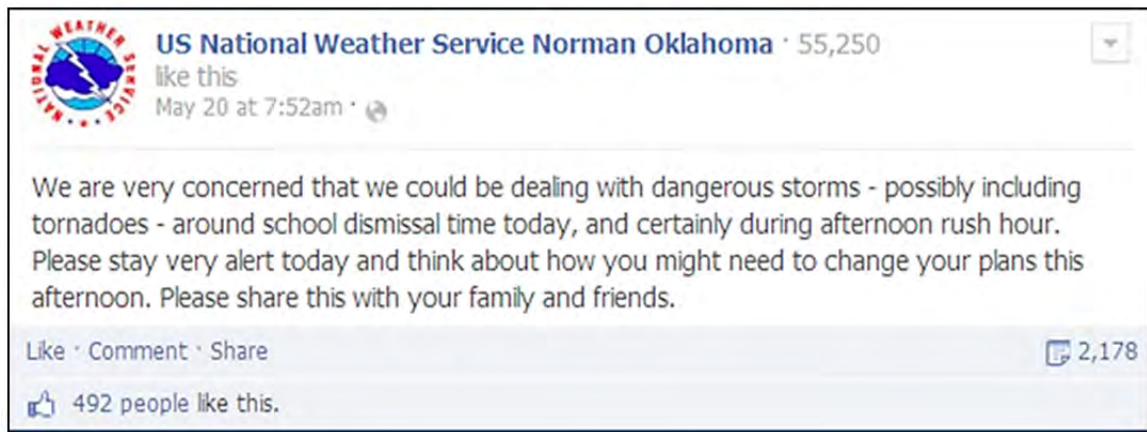 NATIONAL WEATHER SERVICE
US National Weather Service Norman Oklahoma · 55,250
like this
May 20 at 7:52am ·
We are very concerned that we could be dealing with dangerous storms - possibly including
tornadoes - around school dismissal time today, and certainly during afternoon rush hour.
Please stay very alert today and think about how you might need to change your plans this
afternoon. Please share this with your family and friends.
Like · Comment · Share 2,178
492 people like this.